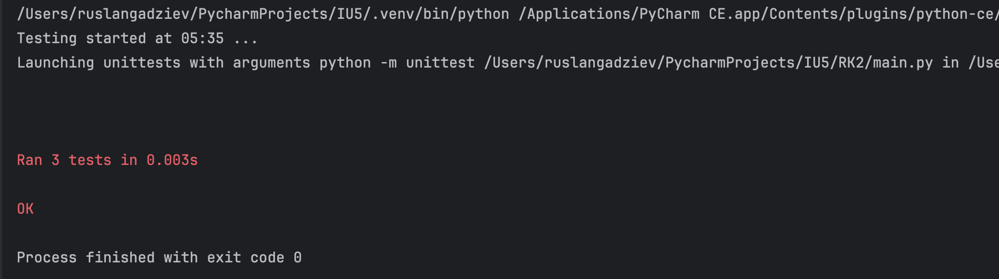 /Users/ruslangadziev/PycharmProjects/IU5/.venv/bin/python /Applications/PyCharm CE.app/Contents/plugins/python-ce/
Testing started at 05:35 ...
Launching unittests with arguments python -m unittest /Users/ruslangadziev/PycharmProjects/IU5/RK2/main.py in /Use
Ran 3 tests in 0.003s
OK
Process finished with exit code 0